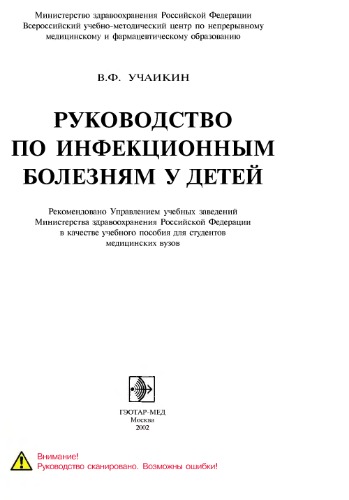 Министерство здравоохранения Российской Федерации
Всероссийский учебно-методический центр по непрерывному
медицинскому и фармацевтическому образованию
В.Ф. УЧАЙКИН
РУКОВОДСТВО
ПО ИНФЕКЦИОННЫМ
БОЛЕЗНЯМ У ДЕТЕЙ
Рекомендовано Управлением учебных заведений
Министерства здравоохранения Российской Федерации
в качестве учебного пособия для студентов
медицинских вузов
ГЭОТАР-МЕД
Москва
2002
Внимание!
Руководство сканировано. Возможны ошибки!